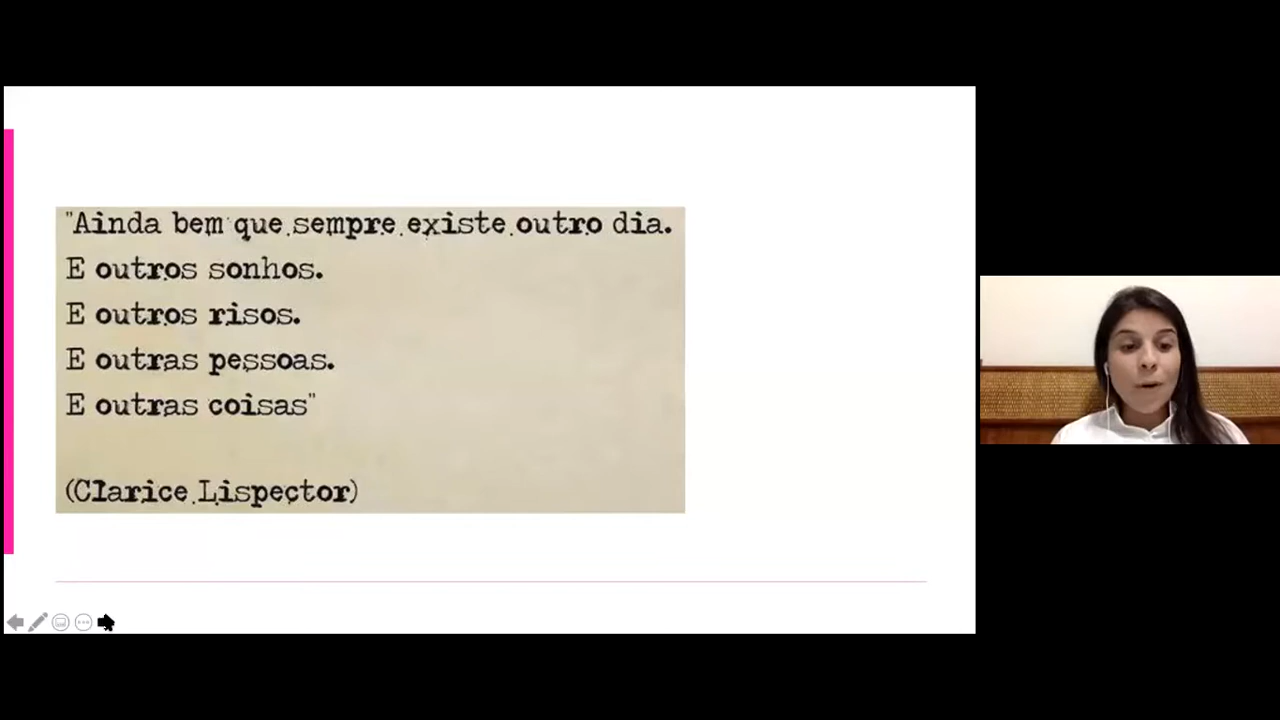 "Ainda bem que sempre existe outro dia.
E outros sonhos.
E outros risos.
E outras pessoas.
E outras coisas"
(Clarice Lispector)